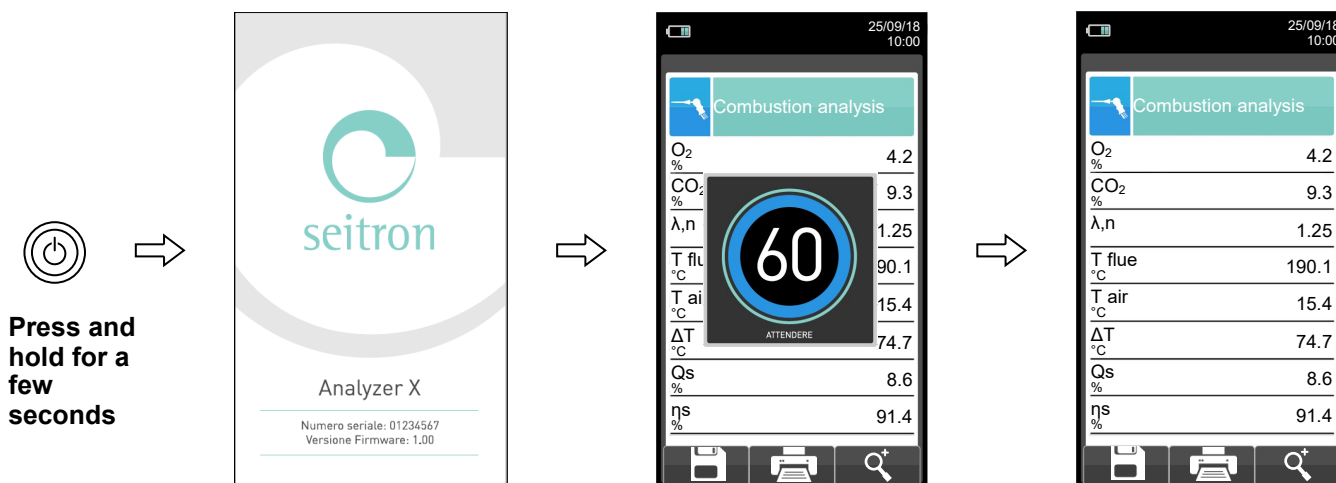 Press and
hold for a
few
seconds
seitron
Analyzer X
Numero seriale: 01234567
Versione Firmware: 1.00
25/09/18
10:00
Combustion analysis
O₂
% 4.2
CO₂
% 9.3
λ,n 1.25
T flu
°C 90.1
T ai
°C 15.4
ΔT
°C 74.7
Qs
% 8.6
ηs
% 91.4
60
ATTENDERE
25/09/18
10:00
Combustion analysis
O₂
% 4.2
CO₂
% 9.3
λ,n 1.25
T flue
°C 190.1
T air
°C 15.4
ΔT
°C 74.7
Qs
% 8.6
ηs
% 91.4